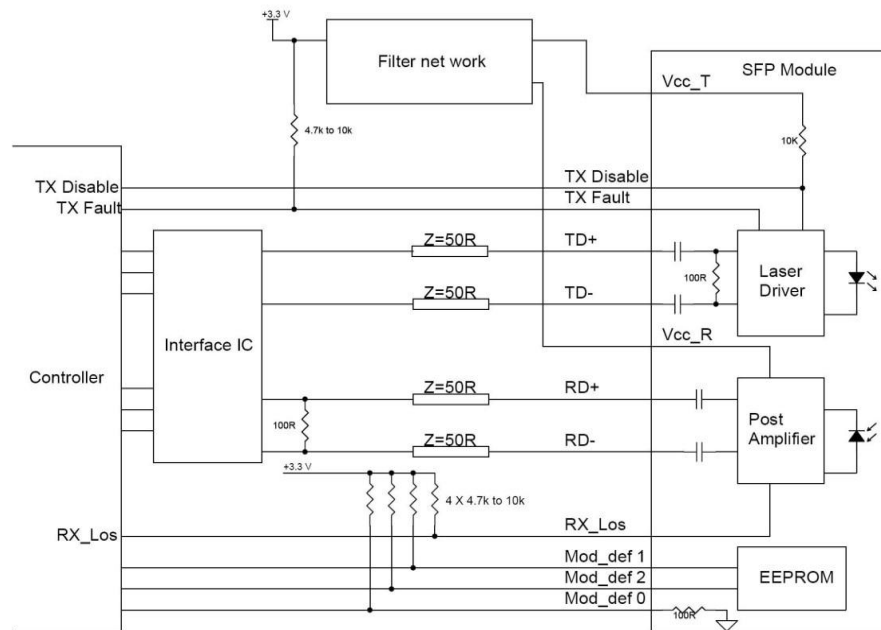 +3.3 V
Filter net work
SFP Module
Vcc_T
4.7k to 10k
10K
TX Disable
TX Disable
TX Fault
TX Fault
Z=50R
TD+
100R
Laser
Driver
Z=50R
TD-
Interface IC
Vcc_R
Controller
Z=50R
RD+
100R
Post
Amplifier
Z=50R
RD-
+3.3 V
4 X 4.7k to 10k
RX_Los
RX_Los
Mod_def 1
Mod_def 2
EEPROM
Mod_def 0
100R